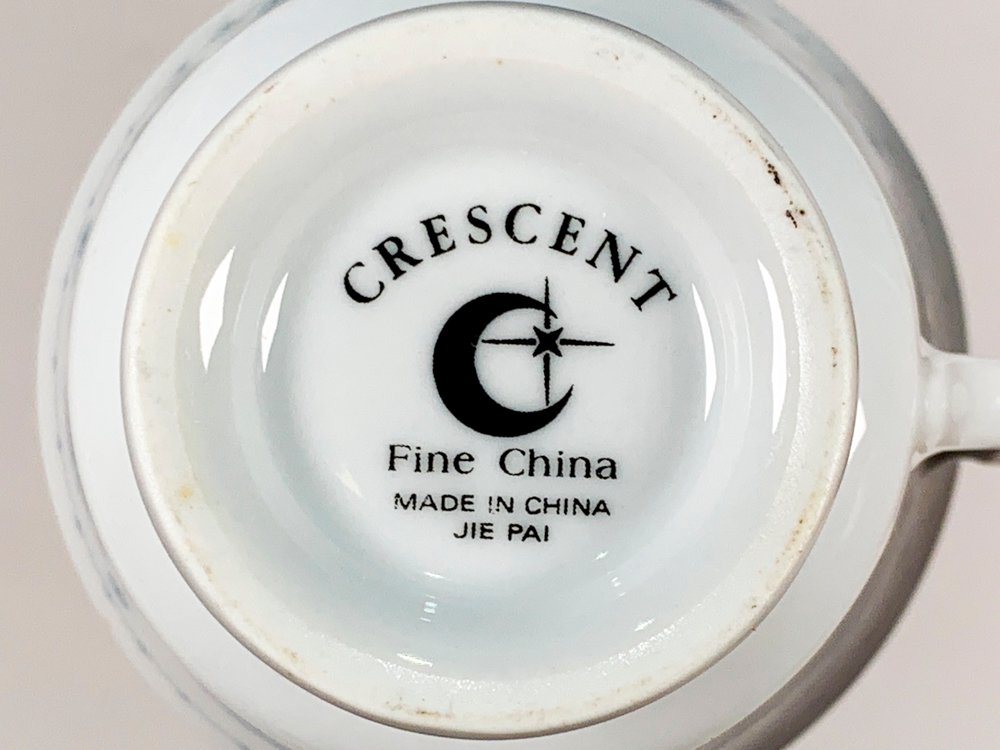 CRESCENT
Fine China
MADE IN CHINA
JIE PAI